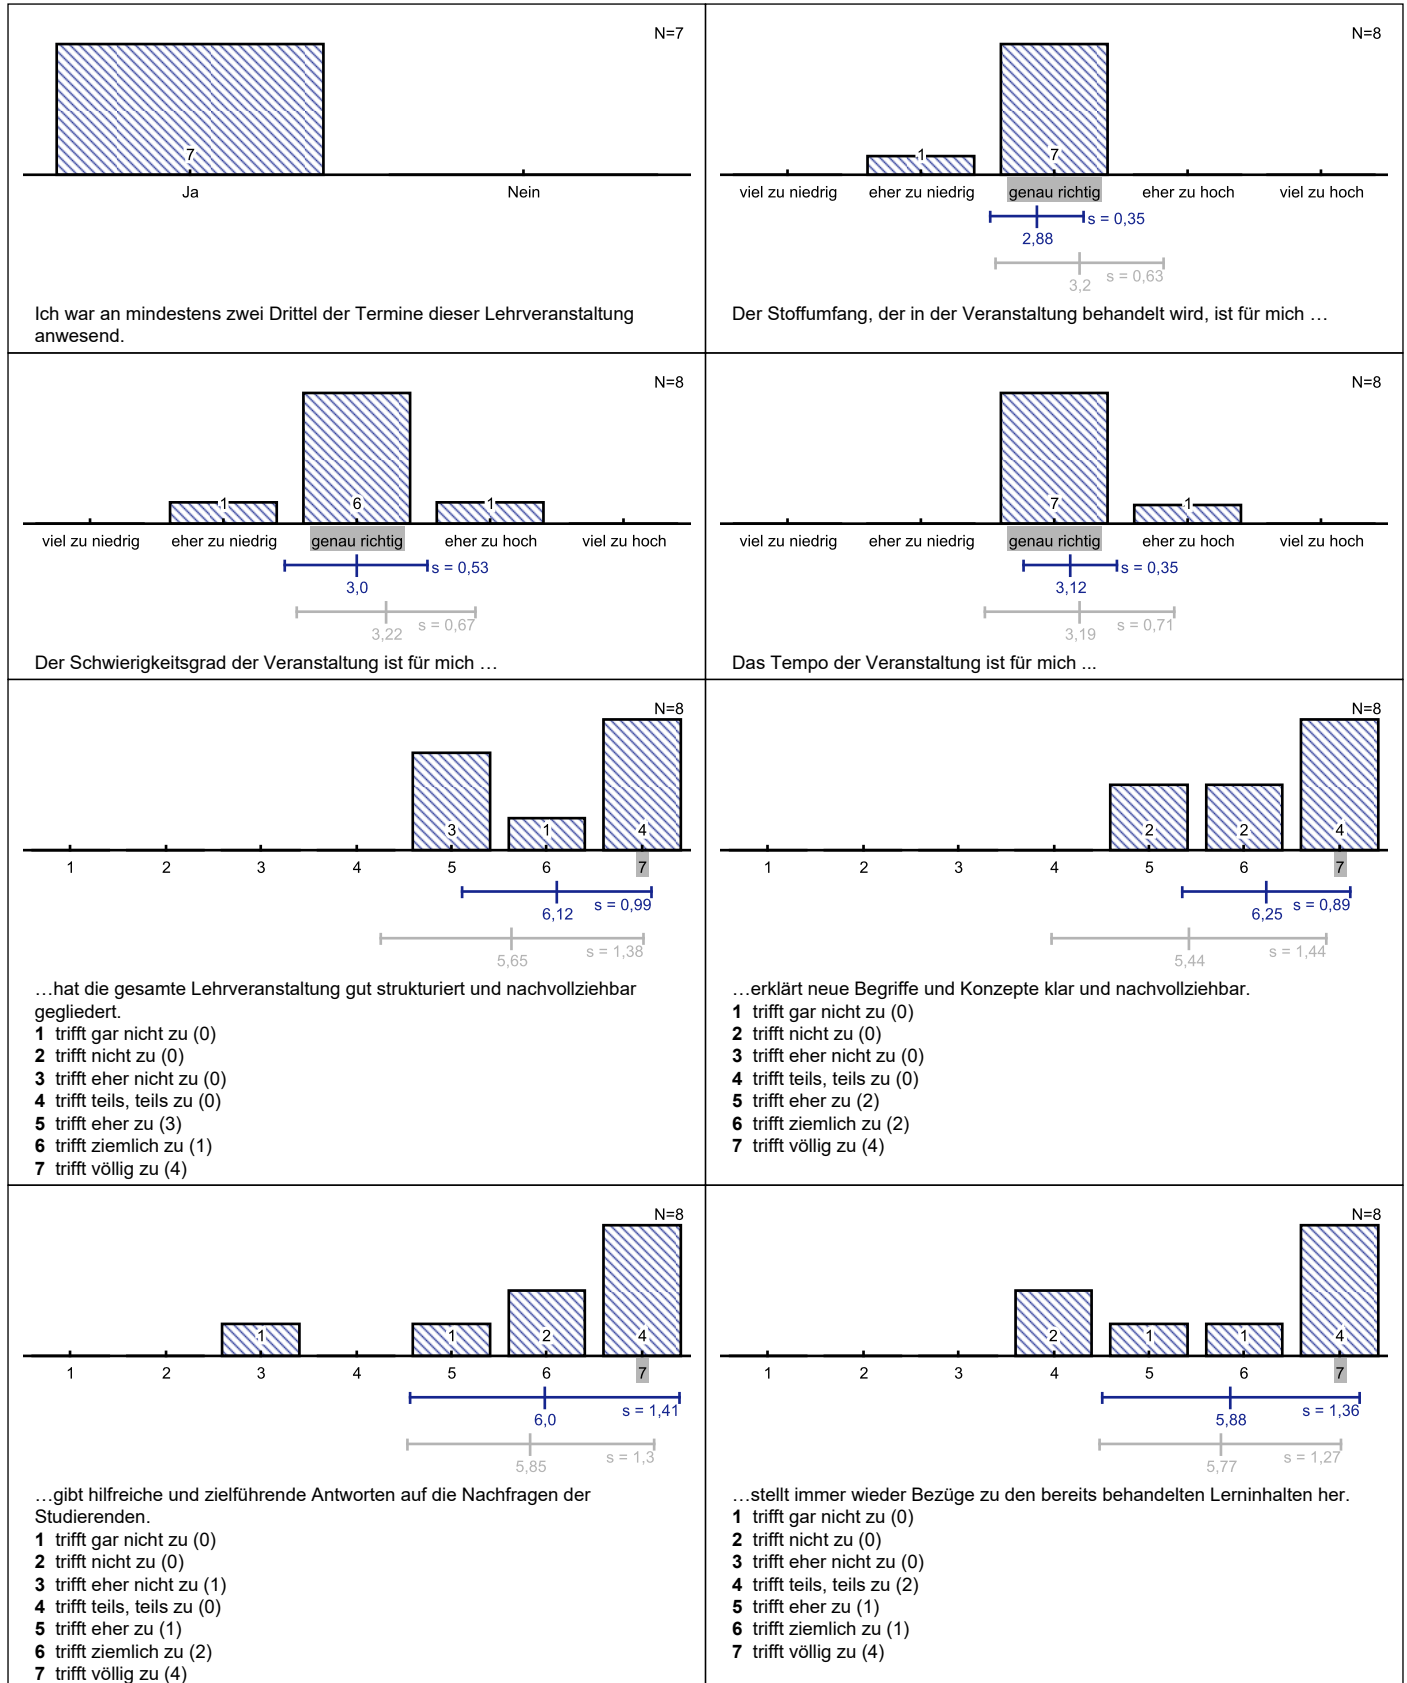 N=7
7
Ja
Nein
Ich war an mindestens zwei Drittel der Termine dieser Lehrveranstaltung
anwesend.
N=8
1
7
viel zu niedrig eher zu niedrig genau richtig eher zu hoch viel zu hoch
s = 0,35
2,88
s = 0,63
3,2
Der Stoffumfang, der in der Veranstaltung behandelt wird, ist für mich …
N=8
1
6
1
viel zu niedrig eher zu niedrig genau richtig eher zu hoch viel zu hoch
s = 0,53
3,0
s = 0,67
3,22
Der Schwierigkeitsgrad der Veranstaltung ist für mich …
N=8
7
1
viel zu niedrig eher zu niedrig genau richtig eher zu hoch viel zu hoch
s = 0,35
3,12
s = 0,71
3,19
Das Tempo der Veranstaltung ist für mich ...
N=8
3 1 4
1 2 3 4 5 6 7
s = 0,99
6,12
s = 1,38
5,65
…hat die gesamte Lehrveranstaltung gut strukturiert und nachvollziehbar
gegliedert.
1 trifft gar nicht zu (0)
2 trifft nicht zu (0)
3 trifft eher nicht zu (0)
4 trifft teils, teils zu (0)
5 trifft eher zu (3)
6 trifft ziemlich zu (1)
7 trifft völlig zu (4)
N=8
2 2 4
1 2 3 4 5 6 7
s = 0,89
6,25
s = 1,44
5,44
…erklärt neue Begriffe und Konzepte klar und nachvollziehbar.
1 trifft gar nicht zu (0)
2 trifft nicht zu (0)
3 trifft eher nicht zu (0)
4 trifft teils, teils zu (0)
5 trifft eher zu (2)
6 trifft ziemlich zu (2)
7 trifft völlig zu (4)
N=8
1 1 2 4
1 2 3 4 5 6 7
s = 1,41
6,0
s = 1,3
5,85
…gibt hilfreiche und zielführende Antworten auf die Nachfragen der
Studierenden.
1 trifft gar nicht zu (0)
2 trifft nicht zu (0)
3 trifft eher nicht zu (1)
4 trifft teils, teils zu (0)
5 trifft eher zu (1)
6 trifft ziemlich zu (2)
7 trifft völlig zu (4)
N=8
2 1 1 4
1 2 3 4 5 6 7
s = 1,36
5,88
s = 1,27
5,77
…stellt immer wieder Bezüge zu den bereits behandelten Lerninhalten her.
1 trifft gar nicht zu (0)
2 trifft nicht zu (0)
3 trifft eher nicht zu (0)
4 trifft teils, teils zu (2)
5 trifft eher zu (1)
6 trifft ziemlich zu (1)
7 trifft völlig zu (4)